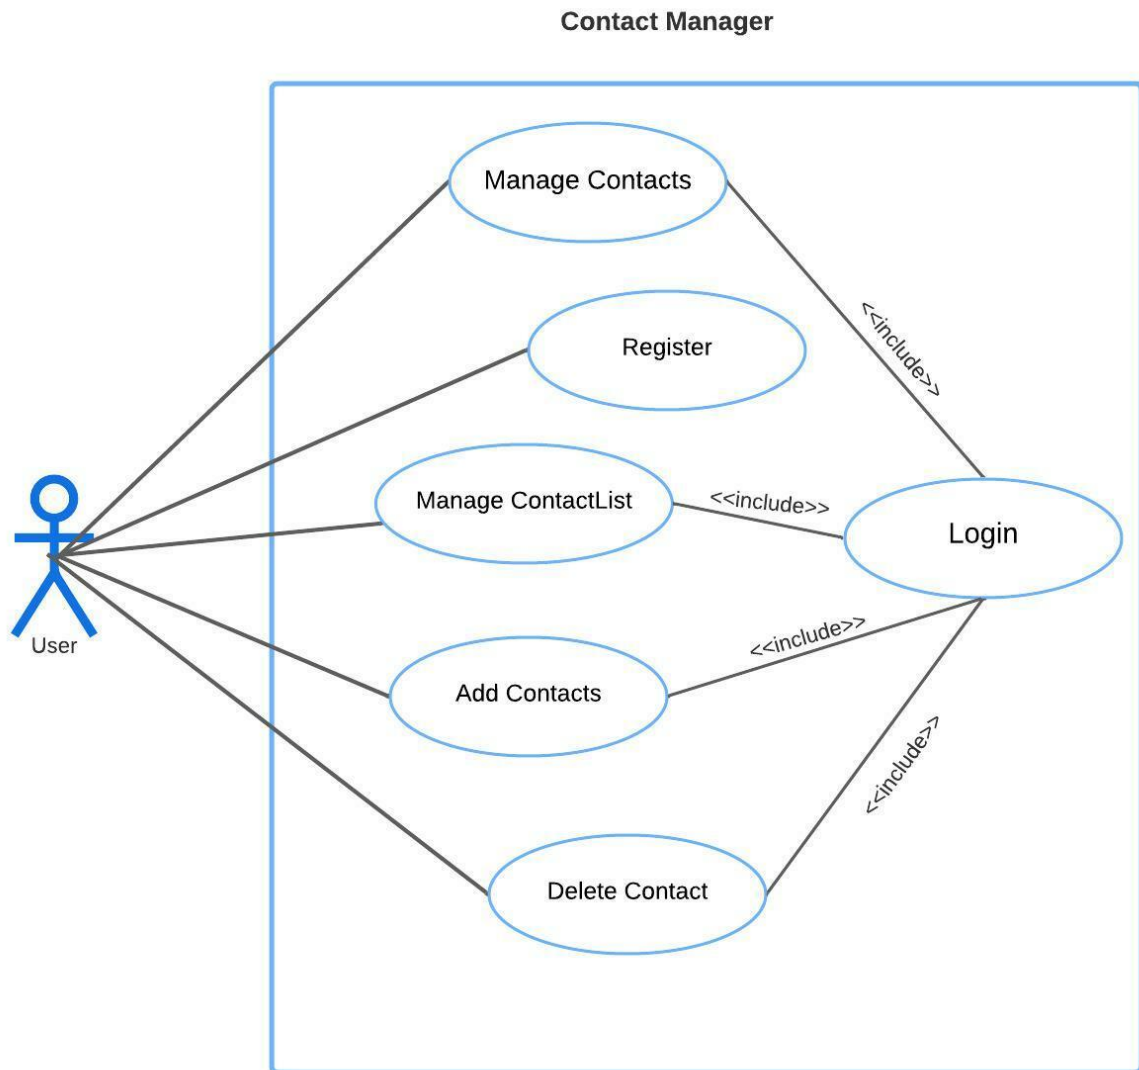 Contact Manager
Manage Contacts
<<include>>
Register
Manage ContactList
<<include>>
Login
User
<<include>>
Add Contacts
<<include>>
Delete Contact